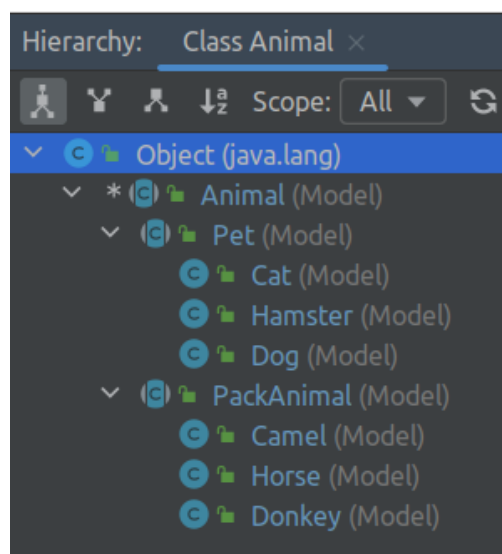 Hierarchy: Class Animal ×
Scope: All
Object (java.lang)
* Animal (Model)
Pet (Model)
Cat (Model)
Hamster (Model)
Dog (Model)
PackAnimal (Model)
Camel (Model)
Horse (Model)
Donkey (Model)